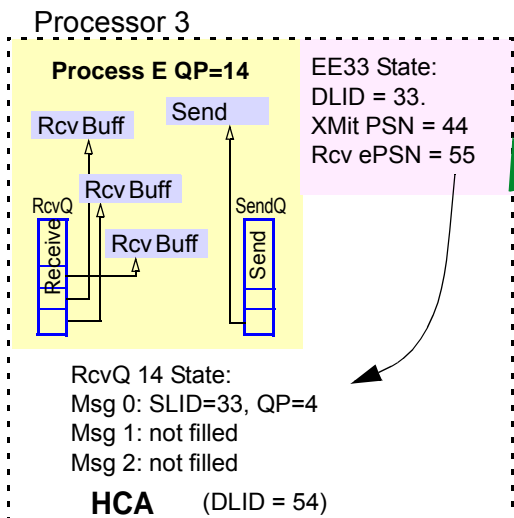 Processor 3
Process E QP=14
EE33 State:
DLID = 33.
XMit PSN = 44
Rcv ePSN = 55
Send
Rcv Buff
Rcv Buff
RcvQ
SendQ
Rcv Buff
Receive
Send
RcvQ 14 State:
Msg 0: SLID=33, QP=4
Msg 1: not filled
Msg 2: not filled
HCA (DLID = 54)